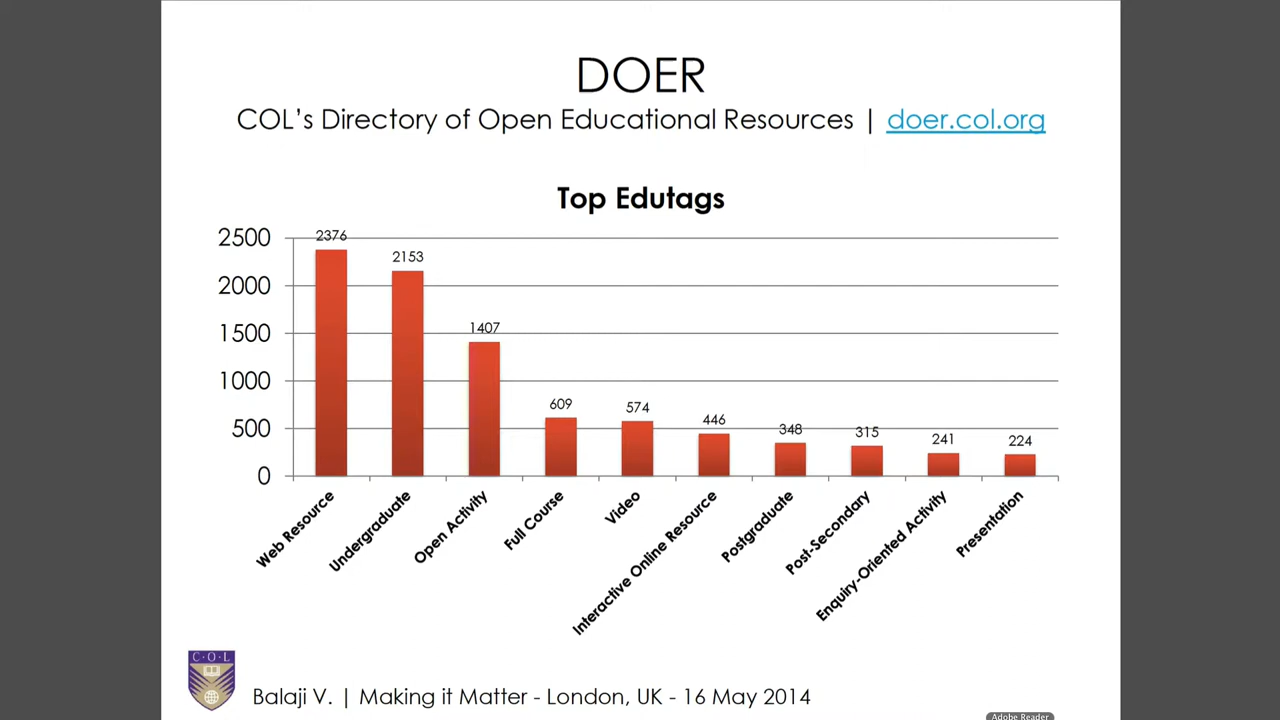 DOER
COL's Directory of Open Educational Resources | doer.col.org
Top Edutags
2500
2000
1500
1000
500
0
2376
2153
1407
609
574
446
348
315
241
224
Web Resource
Undergraduate
Open Activity
Full Course
Video
Interactive Online Resource
Postgraduate
Post-Secondary
Enquiry-Oriented Activity
Presentation
C·O·L
Balaji V. | Making it Matter - London, UK - 16 May 2014
Adobe Reader